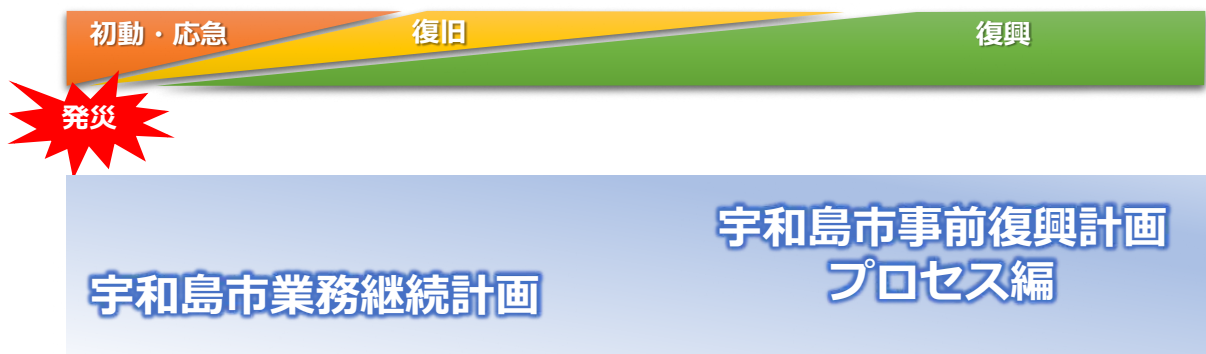 初動・応急
復旧
復興
発災
宇和島市事前復興計画
プロセス編
宇和島市業務継続計画